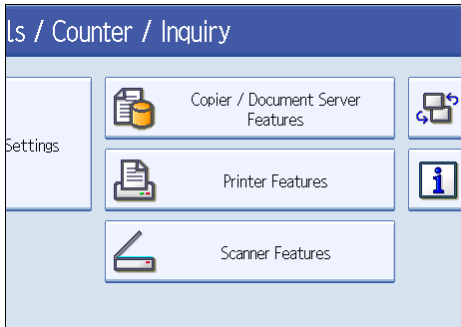 ls / Counter / Inquiry
Settings
Copier / Document Server
Features
Printer Features
Scanner Features